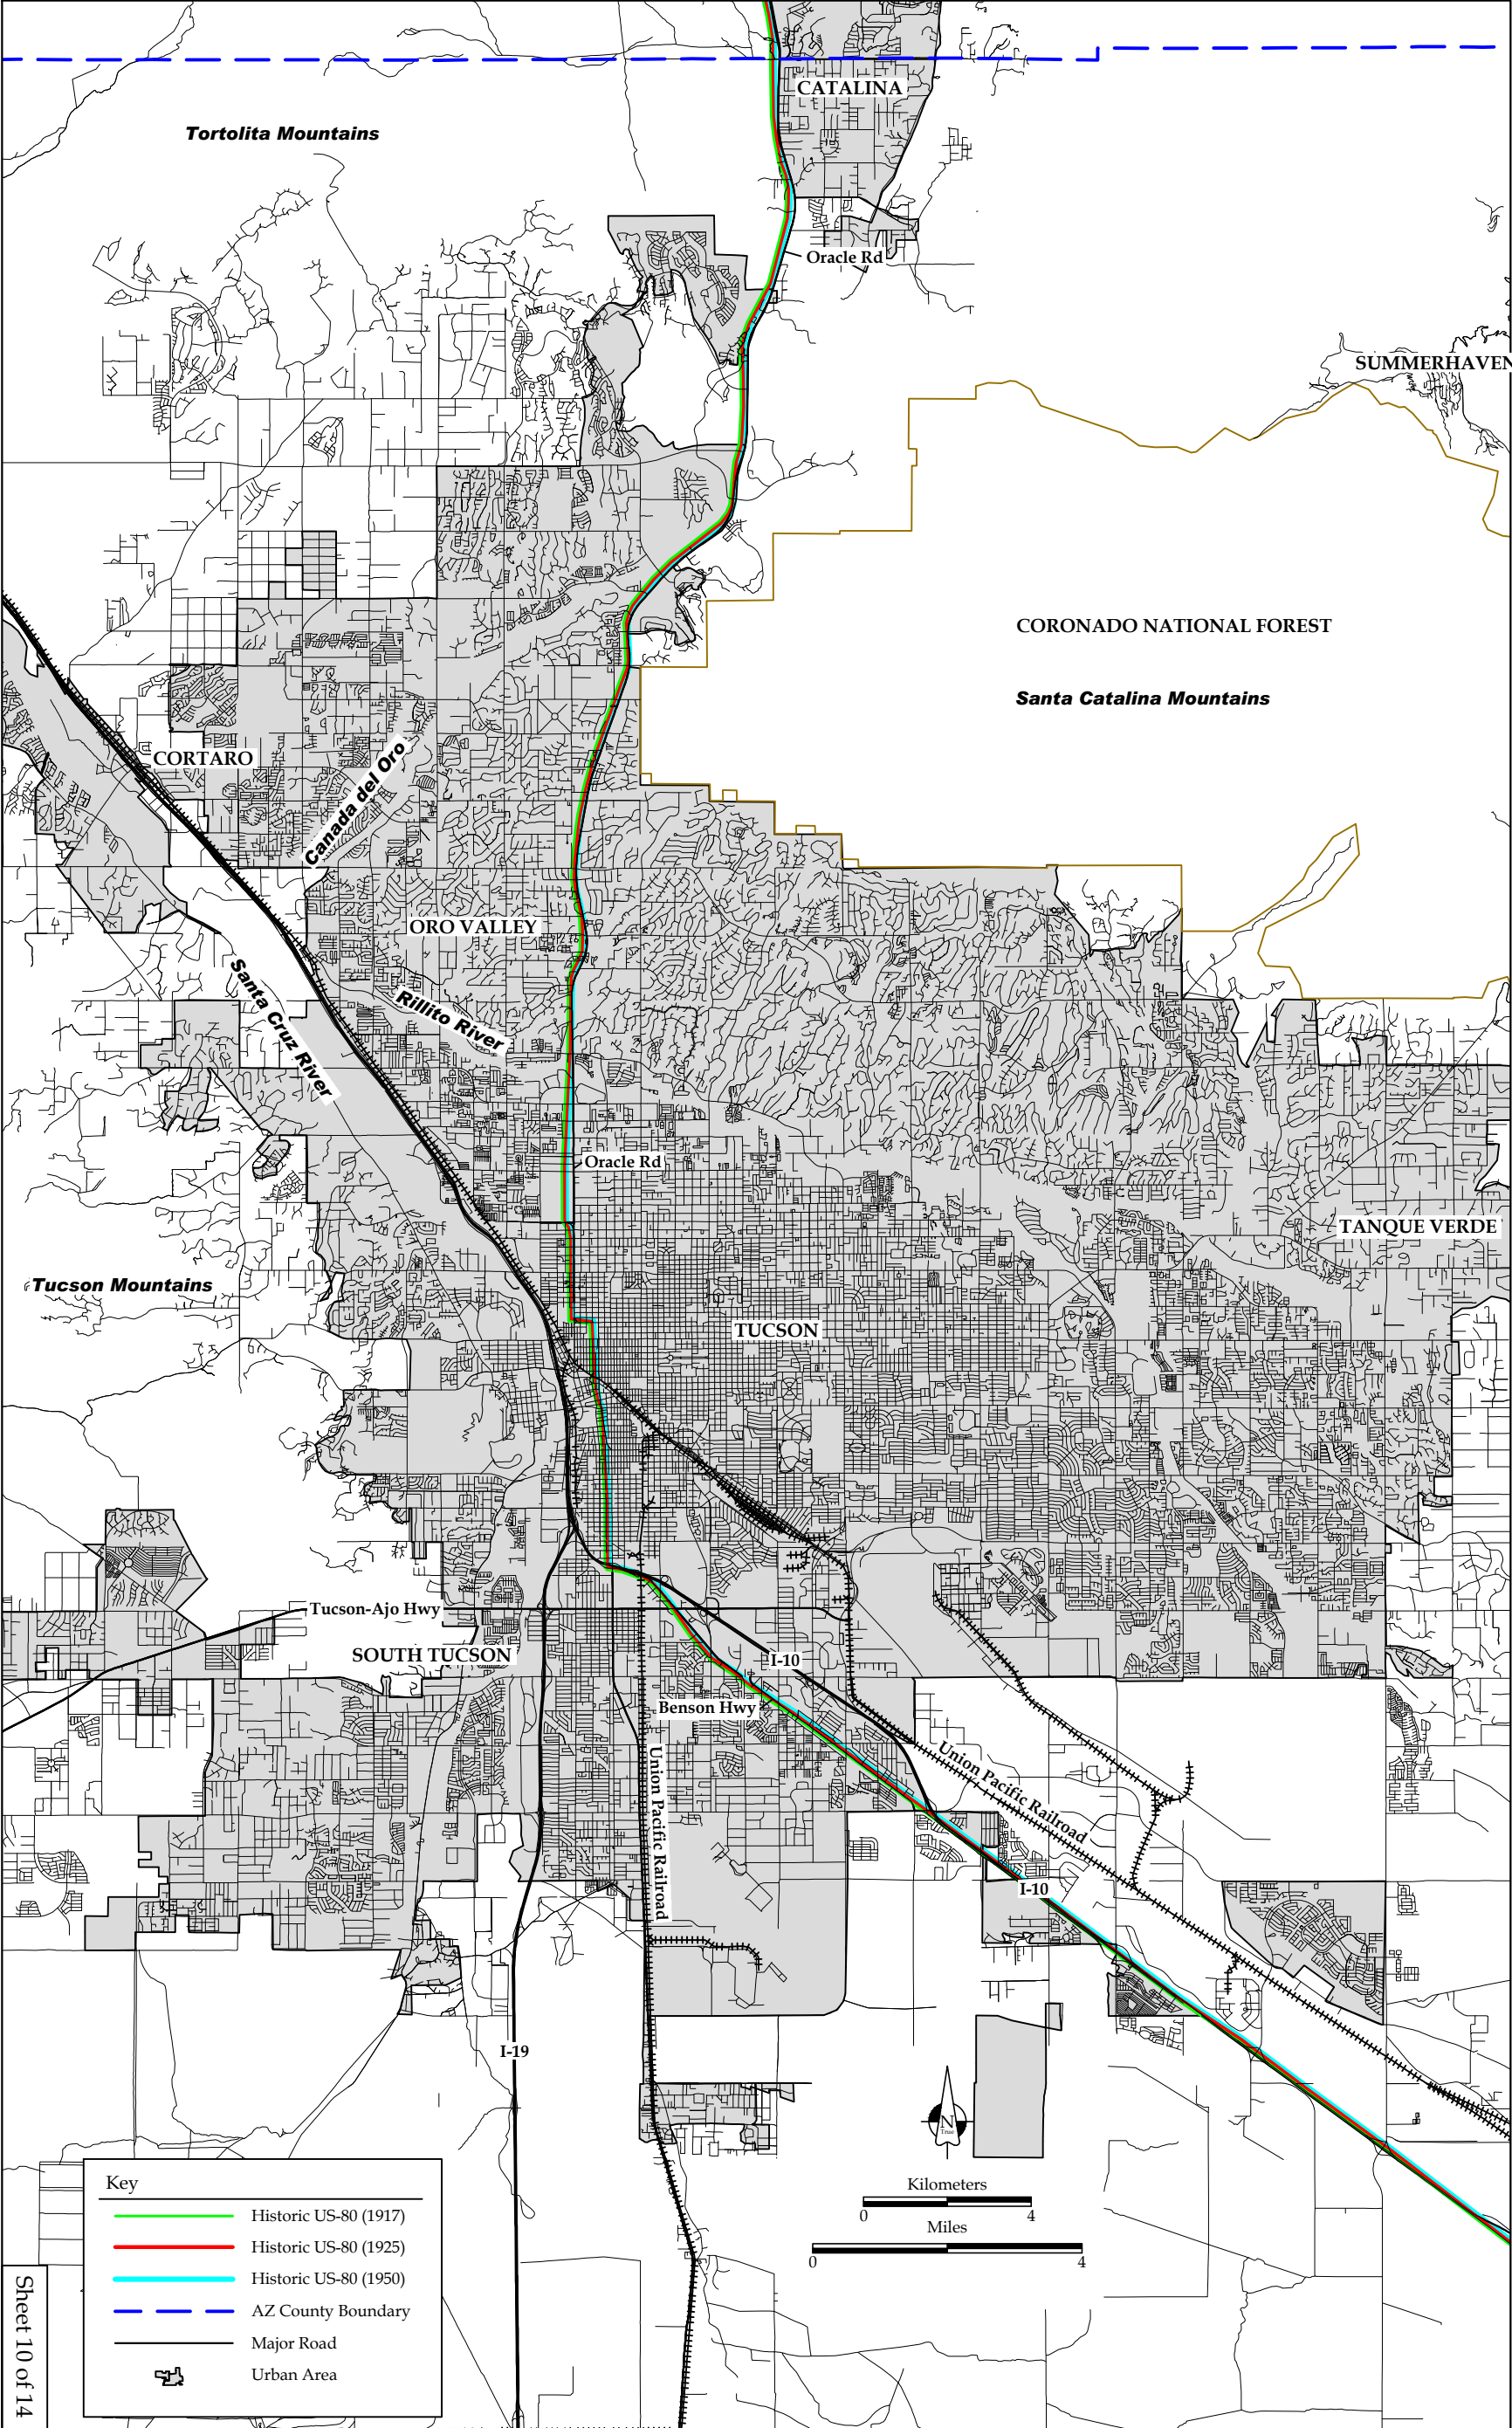 CATALINA
Tortolita Mountains
Oracle Rd
SUMMERHAVEN
CORONADO NATIONAL FOREST
Santa Catalina Mountains
CORTARO
Canada del Oro
ORO VALLEY
Santa Cruz River
Rillito River
Oracle Rd
TANQUE VERDE
Tucson Mountains
TUCSON
Tucson-Ajo Hwy
SOUTH TUCSON
I-10
Benson Hwy
Union Pacific Railroad
Union Pacific Railroad
I-10
I-19
N
True
Kilometers
0 4
Miles
0 4
Key
Historic US-80 (1917)
Historic US-80 (1925)
Historic US-80 (1950)
AZ County Boundary
Major Road
Urban Area
Sheet 10 of 14